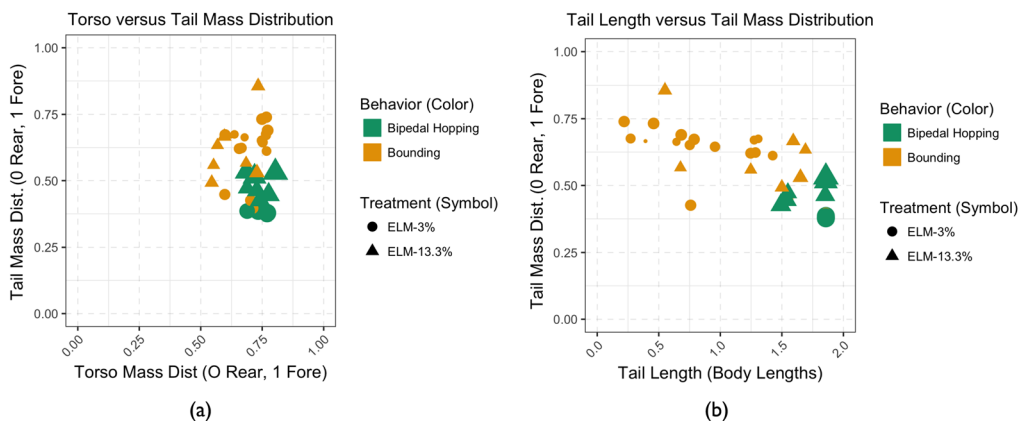 Torso versus Tail Mass Distribution
Tail Mass Dist. (0 Rear, 1 Fore)
1.00
0.75
0.50
0.25
0.00
0.00
0.25
0.50
0.75
1.00
Torso Mass Dist (O Rear, 1 Fore)
Behavior (Color)
Bipedal Hopping
Bounding
Treatment (Symbol)
ELM-3%
ELM-13.3%
(a)
Tail Length versus Tail Mass Distribution
Tail Mass Dist. (0 Rear, 1 Fore)
1.00
0.75
0.50
0.25
0.00
0.0
0.5
1.0
1.5
2.0
Tail Length (Body Lengths)
Behavior (Color)
Bipedal Hopping
Bounding
Treatment (Symbol)
ELM-3%
ELM-13.3%
(b)